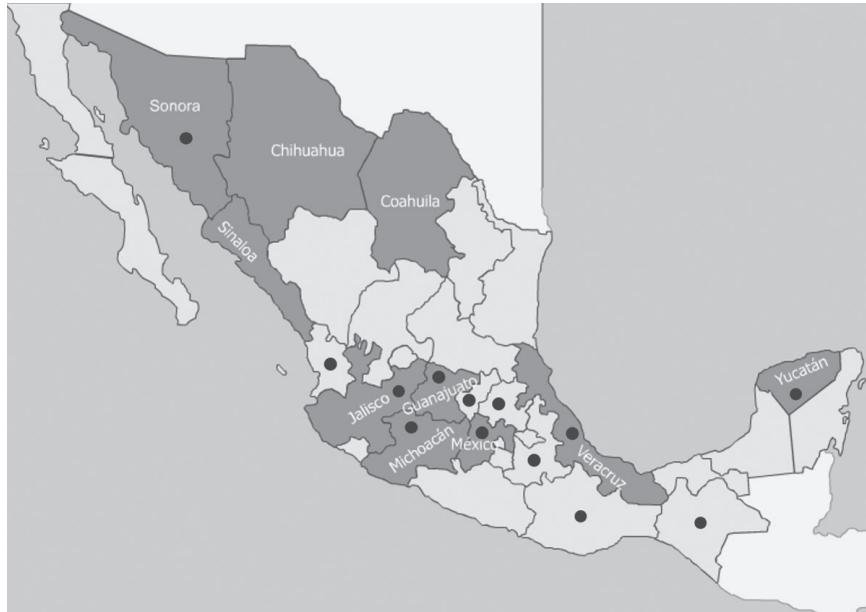 Sonora
Chihuahua
Coahuila
Sinaloa
Yucatán
Guanajuato
Jalisco
Michoacán
México
Veracruz